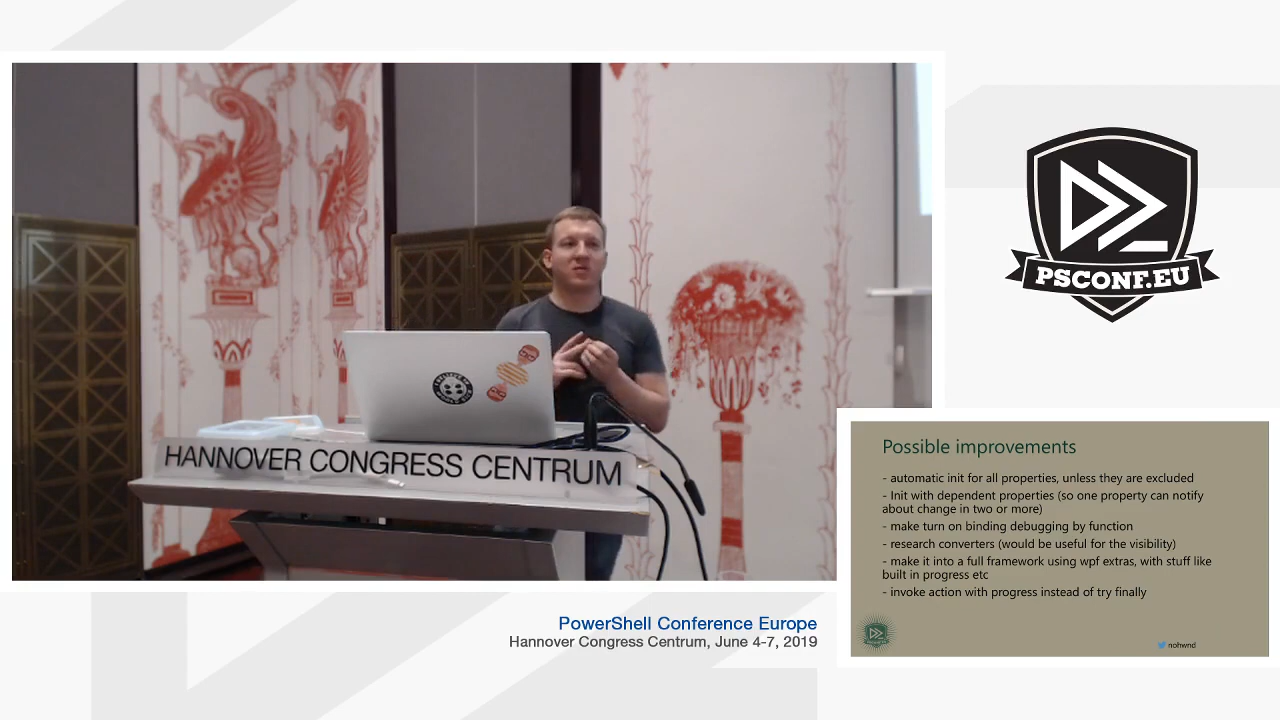 HANNOVER CONGRESS CENTRUM
PSCONF.EU
Possible improvements
- automatic init for all properties, unless they are excluded
- Init with dependent properties (so one property can notify
about change in two or more)
- make turn on binding debugging by function
- research converters (would be useful for the visibility)
- make it into a full framework using wpf extras, with stuff like
built in progress etc
- invoke action with progress instead of try finally
nohwnd
PowerShell Conference Europe
Hannover Congress Centrum, June 4-7, 2019